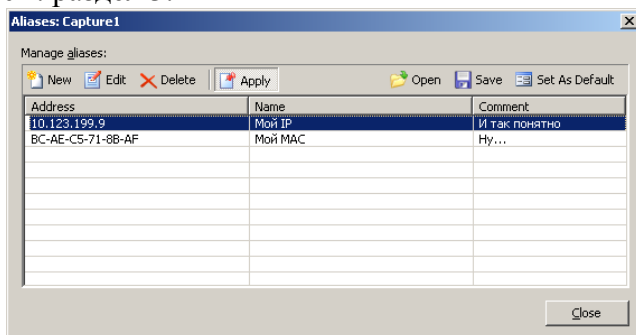 Aliases: Capture1
Manage aliases:
New Edit Delete Apply Open Save Set As Default
Address Name Comment
10.123.199.9 Мой IP И так понятно
BC-AE-C5-71-8B-AF Мой MAC Ну...
Close